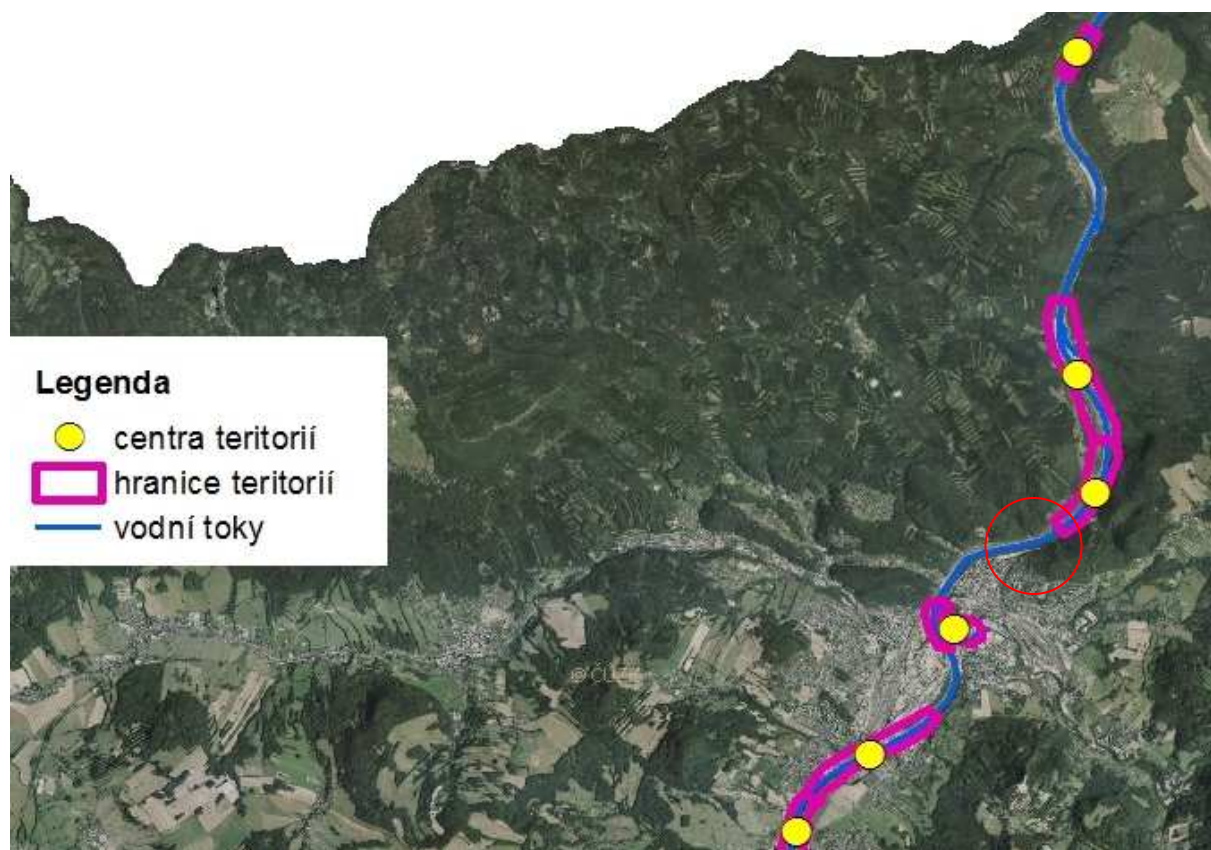 Legenda
centra teritorií
hranice teritorií
vodní toky